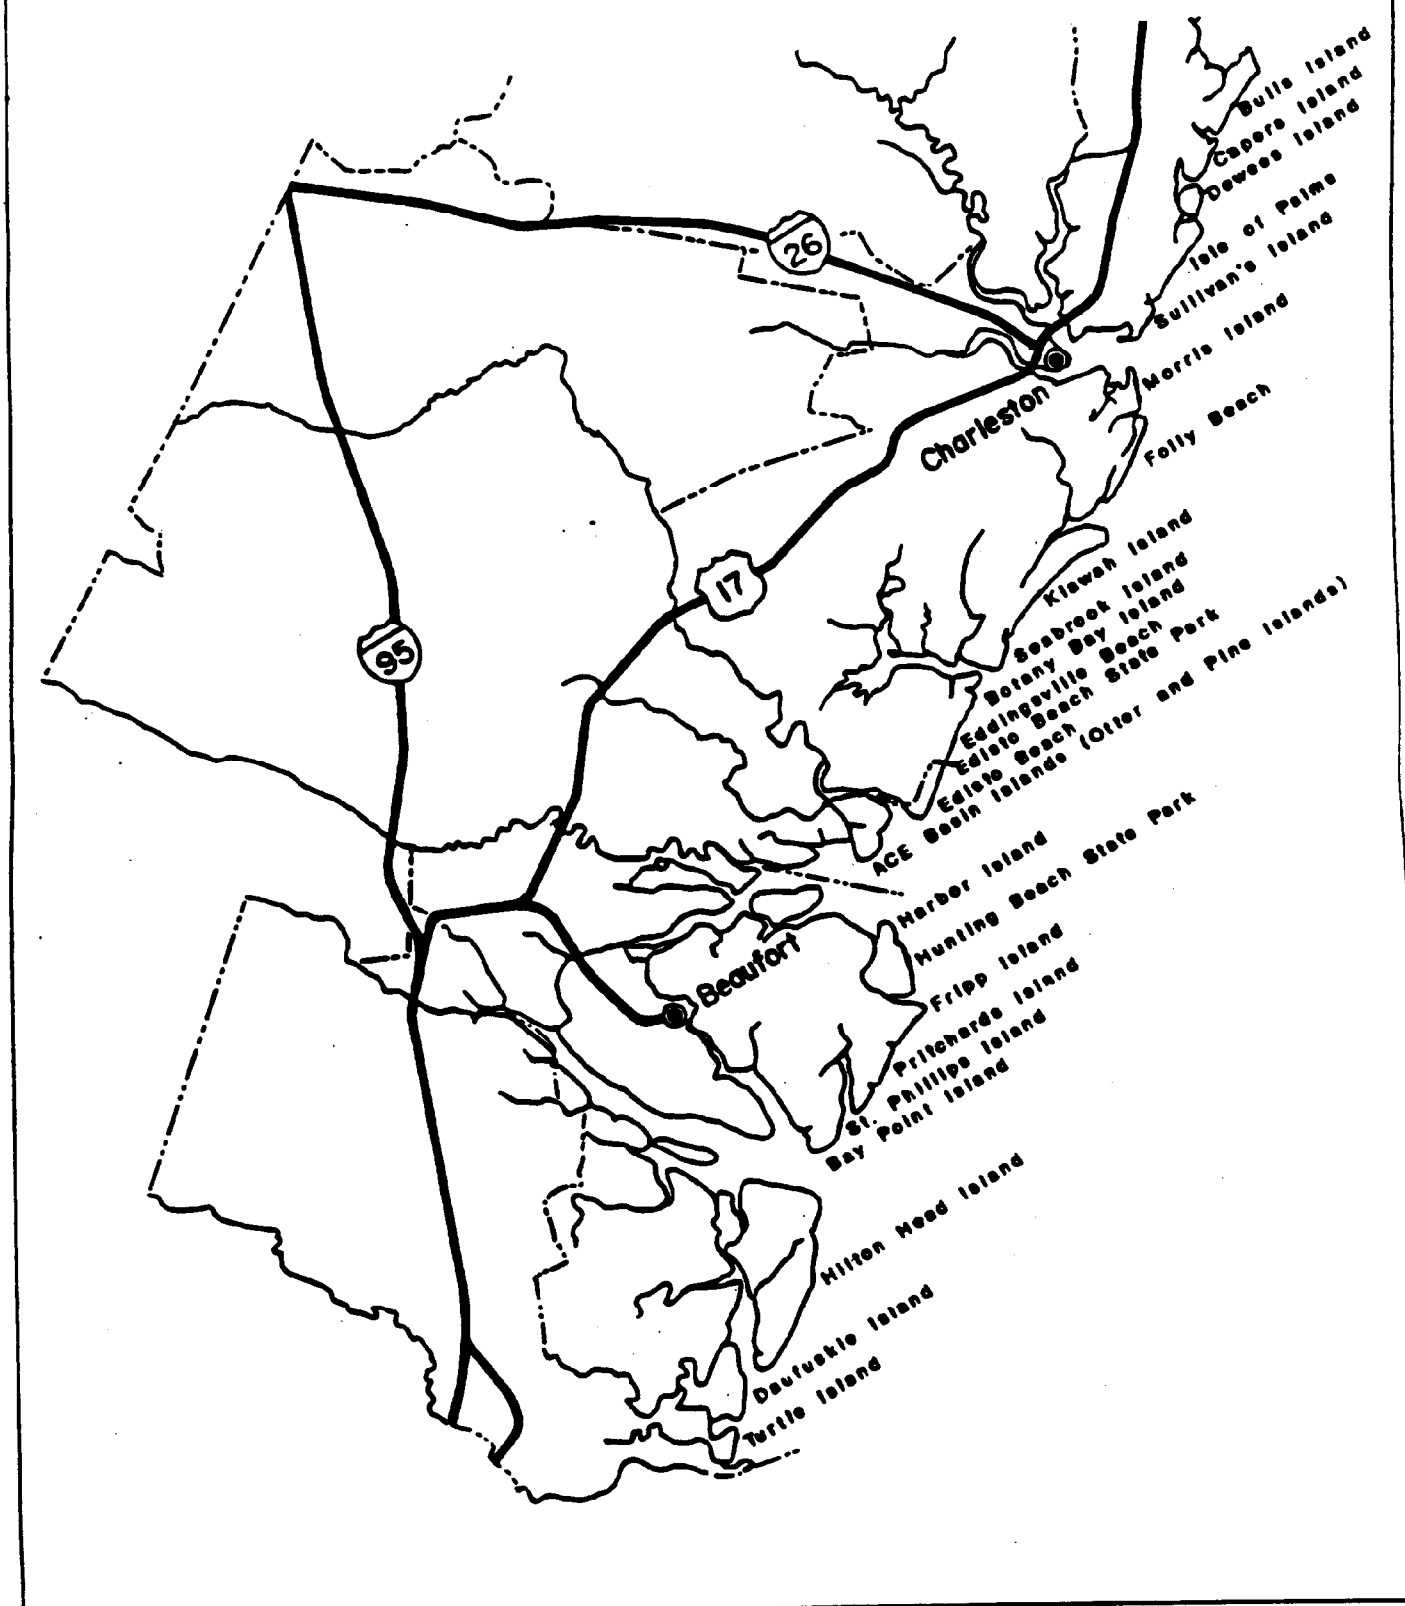 Bulls Island
Capers Island
Dewees Island
Isle of Palms
Sullivan's Island
26
Morris Island
Charleston
Folly Beach
Kiawah Island
17
Seabrook Island
Botany Bay Island
Eddingsville Beach
95
Edisto Beach State Park
Edisto Beach
ACE Basin Islands (Otter and Pine Islands)
Harbor Island
Hunting Beach State Park
Beaufort
Fripp Island
Pritchards Island
St. Phillips Island
Bay Point Island
Hilton Head Island
Daufuskie Island
Turtle Island